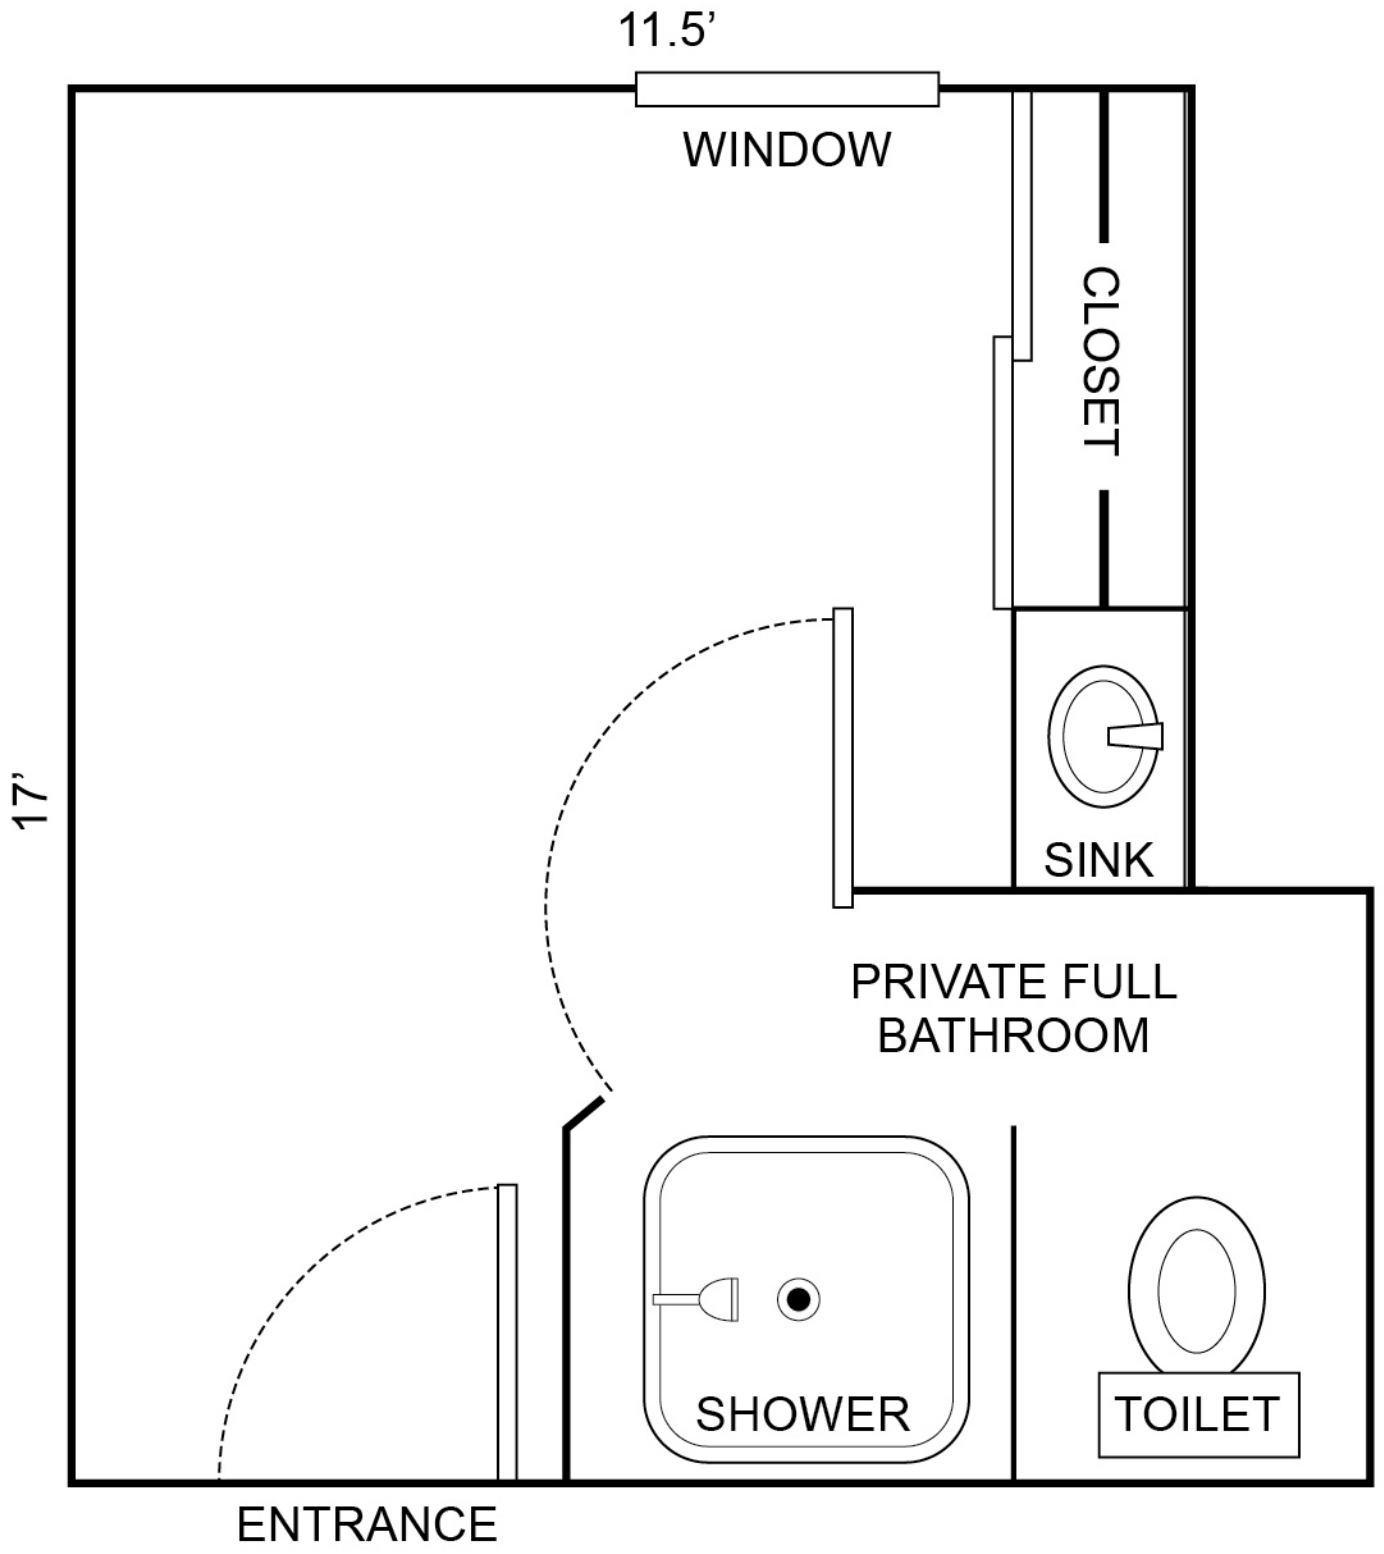 11.5’
WINDOW
CLOSET
17’
SINK
PRIVATE FULL
BATHROOM
SHOWER
TOILET
ENTRANCE